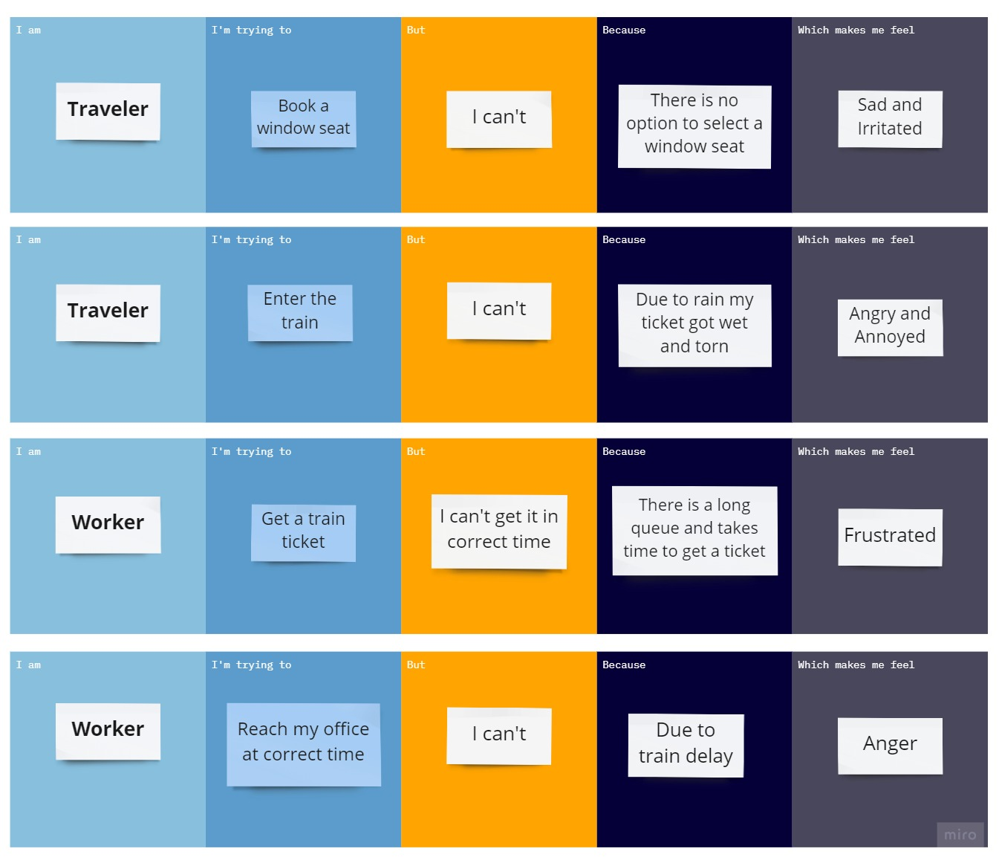 I am
I'm trying to
But
Because
Which makes me feel
Traveler
Book a
window seat
I can't
There is no
option to select a
window seat
Sad and
Irritated
I am
I'm trying to
But
Because
Which makes me feel
Traveler
Enter the
train
I can't
Due to rain my
ticket got wet
and torn
Angry and
Annoyed
I am
I'm trying to
But
Because
Which makes me feel
Worker
Get a train
ticket
I can't get it in
correct time
There is a long
queue and takes
time to get a ticket
Frustrated
I am
I'm trying to
But
Because
Which makes me feel
Worker
Reach my office
at correct time
I can't
Due to
train delay
Anger
miro